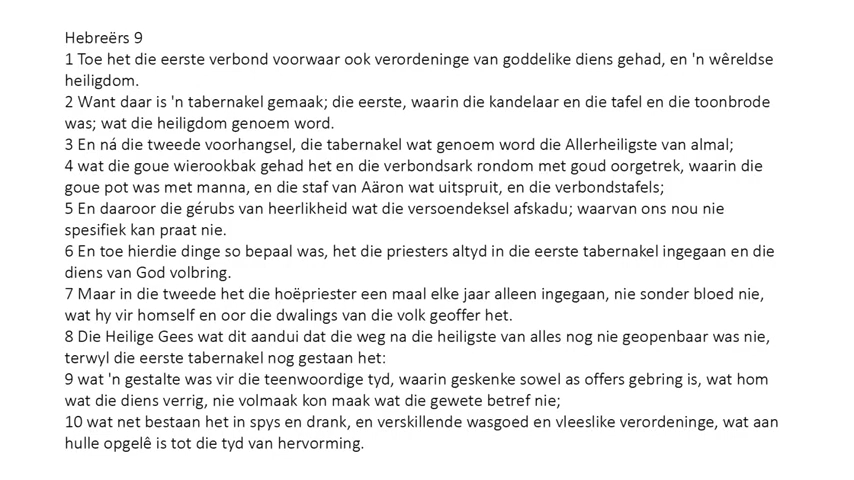 Hebreërs 9
1 Toe het die eerste verbond voorwaar ook verordeninge van goddelike diens gehad, en 'n wêreldse
heiligdom.
2 Want daar is 'n tabernakel gemaak; die eerste, waarin die kandelaar en die tafel en die toonbrode
was; wat die heiligdom genoem word.
3 En ná die tweede voorhangsel, die tabernakel wat genoem word die Allerheiligste van almal;
4 wat die goue wierookbak gehad het en die verbondsark rondom met goud oorgetrek, waarin die
goue pot was met manna, en die staf van Aäron wat uitspruit, en die verbondstafels;
5 En daaroor die gérubs van heerlikheid wat die versoendeksel afskadu; waarvan ons nou nie
spesifiek kan praat nie.
6 En toe hierdie dinge so bepaal was, het die priesters altyd in die eerste tabernakel ingegaan en die
diens van God volbring.
7 Maar in die tweede het die hoëpriester een maal elke jaar alleen ingegaan, nie sonder bloed nie,
wat hy vir homself en oor die dwalings van die volk geoffer het.
8 Die Heilige Gees wat dit aandui dat die weg na die heiligste van alles nog nie geopenbaar was nie,
terwyl die eerste tabernakel nog gestaan het:
9 wat 'n gestalte was vir die teenwoordige tyd, waarin geskenke sowel as offers gebring is, wat hom
wat die diens verrig, nie volmaak kon maak wat die gewete betref nie;
10 wat net bestaan het in spys en drank, en verskillende wasgoed en vleeslike verordeninge, wat aan
hulle opgelê is tot die tyd van hervorming.